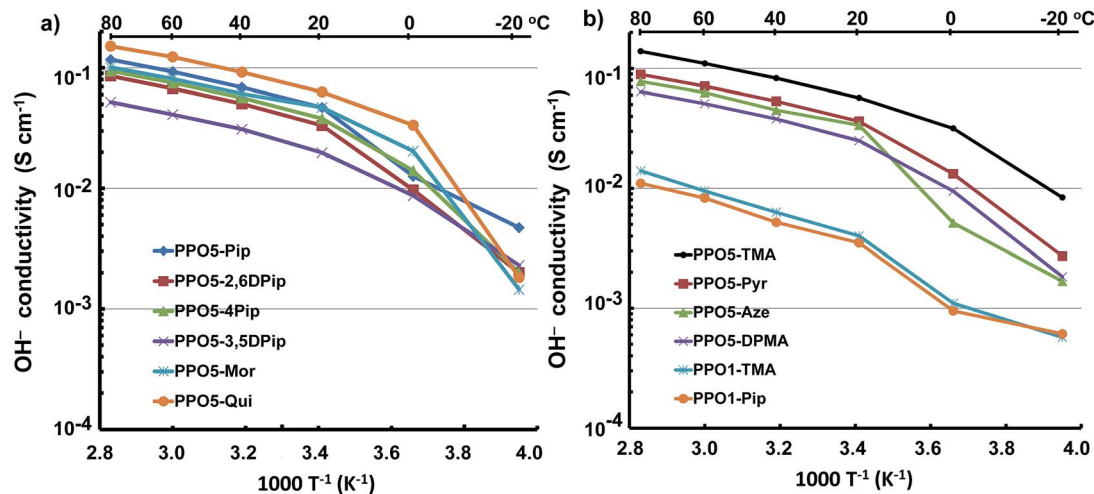 a)
80 60 40 20 0 -20 °C
OH⁻ conductivity (S cm⁻¹)
10⁻¹
10⁻²
10⁻³
10⁻⁴
PPO5-Pip
PPO5-2,6DPip
PPO5-4Pip
PPO5-3,5DPip
PPO5-Mor
PPO5-Qui
2.8 3.0 3.2 3.4 3.6 3.8 4.0
1000 T⁻¹ (K⁻¹)
b)
80 60 40 20 0 -20 °C
OH⁻ conductivity (S cm⁻¹)
10⁻¹
10⁻²
10⁻³
10⁻⁴
PPO5-TMA
PPO5-Pyr
PPO5-Aze
PPO5-DPMA
PPO1-TMA
PPO1-Pip
2.8 3.0 3.2 3.4 3.6 3.8 4.0
1000 T⁻¹ (K⁻¹)